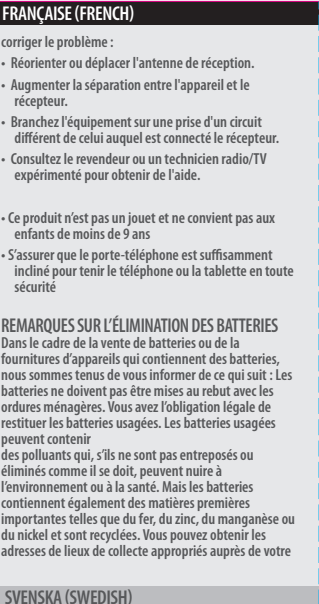 FRANÇAISE (FRENCH)
corriger le problème :
• Réorienter ou déplacer l'antenne de réception.
• Augmenter la séparation entre l'appareil et le
récepteur.
• Branchez l'équipement sur une prise d'un circuit
différent de celui auquel est connecté le récepteur.
• Consultez le revendeur ou un technicien radio/TV
expérimenté pour obtenir de l'aide.
• Ce produit n’est pas un jouet et ne convient pas aux
enfants de moins de 9 ans
• S’assurer que le porte-téléphone est suffisamment
incliné pour tenir le téléphone ou la tablette en toute
sécurité
REMARQUES SUR L’ÉLIMINATION DES BATTERIES
Dans le cadre de la vente de batteries ou de la
fournitures d’appareils qui contiennent des batteries,
nous sommes tenus de vous informer de ce qui suit : Les
batteries ne doivent pas être mises au rebut avec les
ordures ménagères. Vous avez l’obligation légale de
restituer les batteries usagées. Les batteries usagées
peuvent contenir
des polluants qui, s’ils ne sont pas entreposés ou
éliminés comme il se doit, peuvent nuire à
l’environnement ou à la santé. Mais les batteries
contiennent également des matières premières
importantes telles que du fer, du zinc, du manganèse ou
du nickel et sont recyclées. Vous pouvez obtenir les
adresses de lieux de collecte appropriés auprès de votre
SVENSKA (SWEDISH)